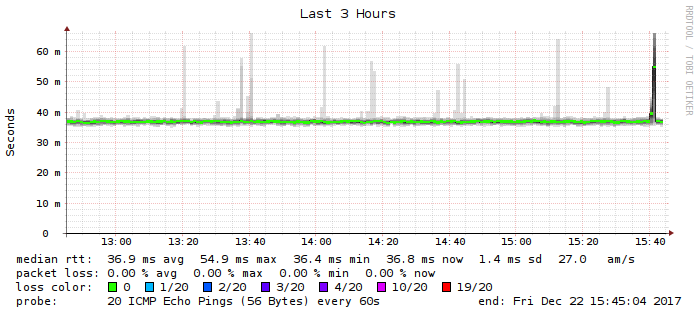 Last 3 Hours
RRDTOOL / TOBI OETIKER
Seconds
60 m
50 m
40 m
30 m
20 m
10 m
0
13:00 13:20 13:40 14:00 14:20 14:40 15:00 15:20 15:40
median rtt: 36.9 ms avg 54.9 ms max 36.4 ms min 36.8 ms now 1.4 ms sd 27.0 am/s
packet loss: 0.00 % avg 0.00 % max 0.00 % min 0.00 % now
loss color: 0 1/20 2/20 3/20 4/20 10/20 19/20
probe: 20 ICMP Echo Pings (56 Bytes) every 60s end: Fri Dec 22 15:45:04 2017